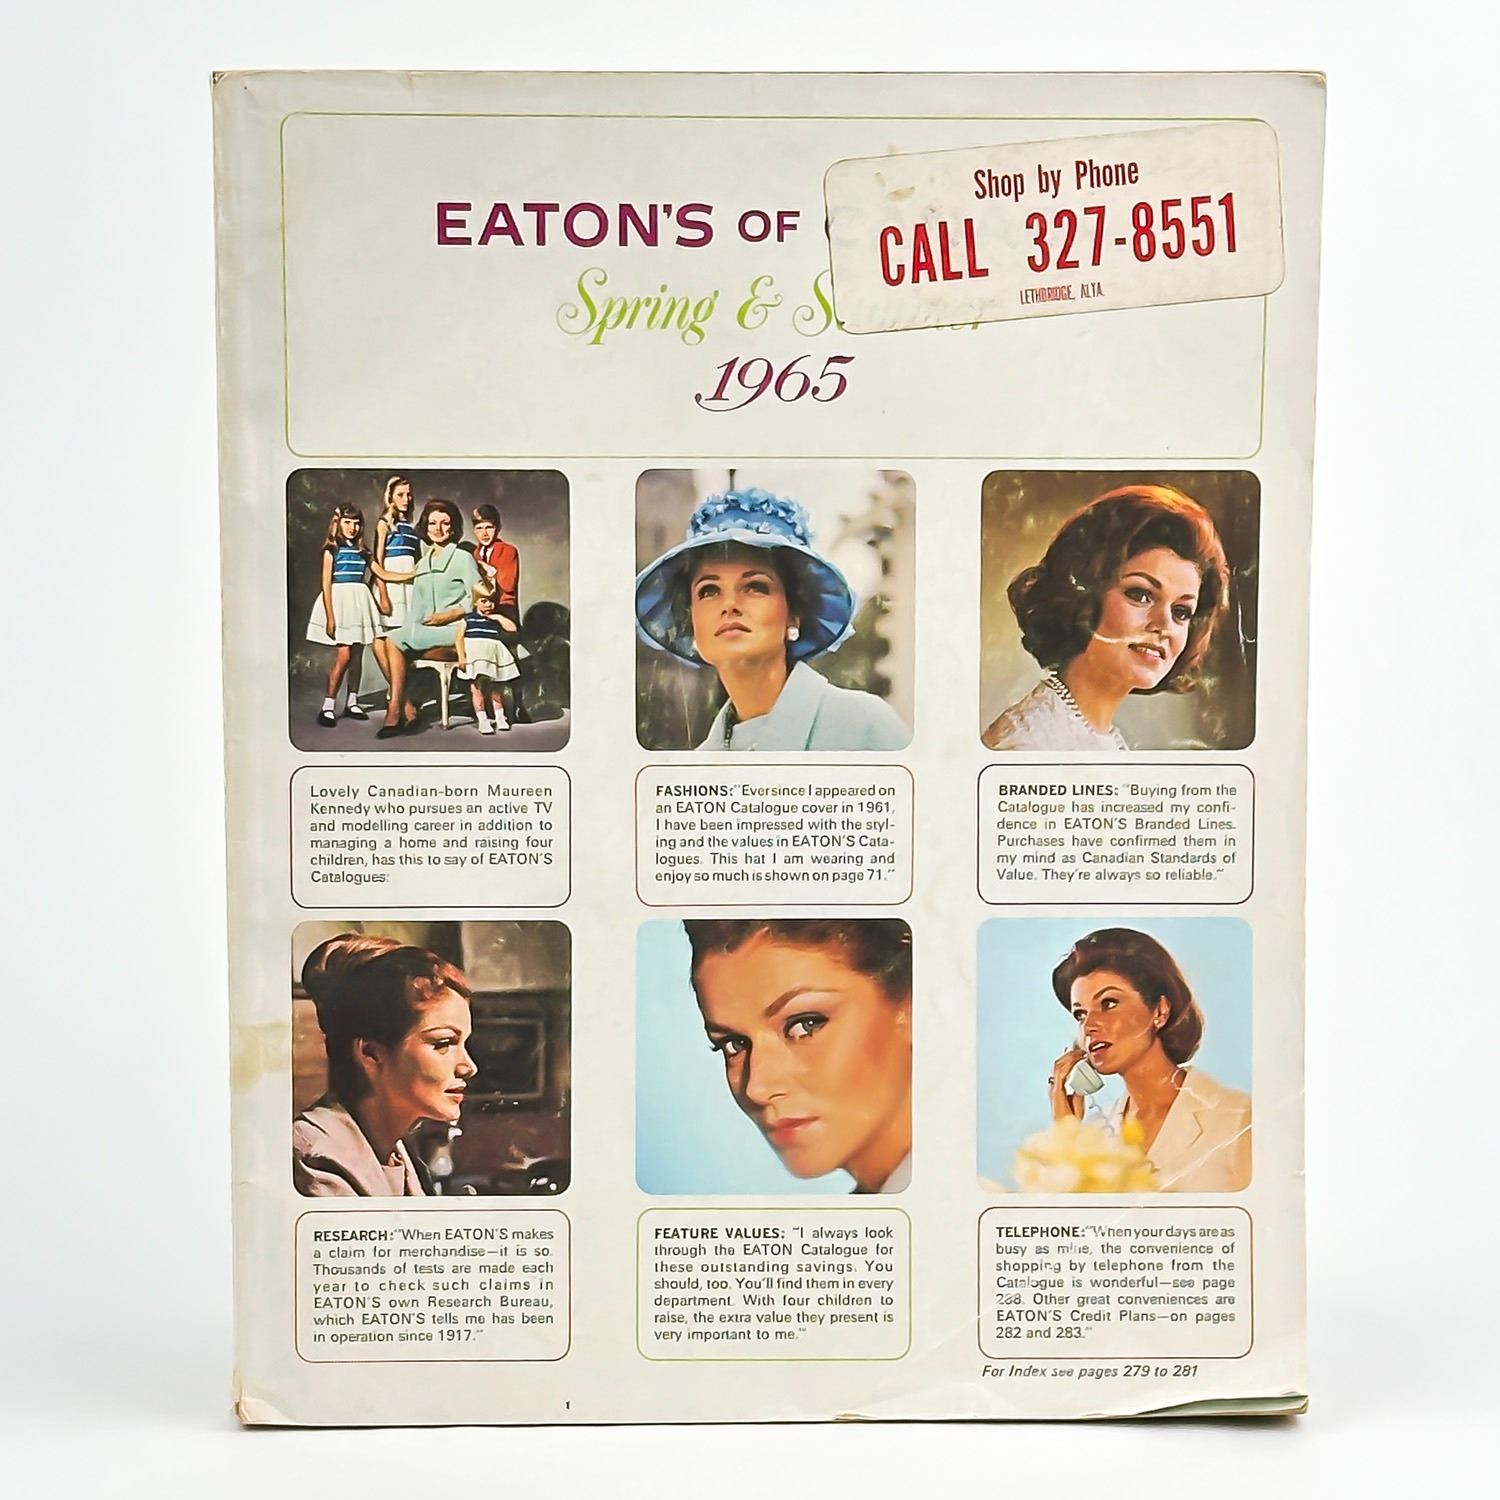 Shop by Phone
CALL 327-8551
EATON'S OF
Spring &
1965
Lovely Canadian-born Maureen
Kennedy who pursues an active TV
and modelling career in addition to
managing a home and raising four
children, has this to say of EATON'S
Catalogues:
FASHIONS: "Ever since I appeared on
an EATON Catalogue cover in 1961,
I have been impressed with the styl-
ing and the values in EATON'S Cata-
logues. This hat I am wearing and
enjoy so much is shown on page 71."
BRANDED LINES: "Buying from the
Catalogue has increased my confi-
dence in EATON'S Branded Lines.
Purchases have confirmed them in
my mind as Canadian Standards of
Value. They're always so reliable."
RESEARCH: "When EATON'S makes
a claim for merchandise—it is so.
Thousands of tests are made each
year to check such claims in
EATON'S own Research Bureau,
which EATON'S tells me has been
in operation since 1917."
FEATURE VALUES: "I always look
through the EATON Catalogue for
these outstanding savings. You
should, too. You'll find them in every
department. With four children to
raise, the extra value they present is
very important to me."
TELEPHONE: "When your days are as
busy as mine, the convenience of
shopping by telephone from the
Catalogue is wonderful—see page
288. Other great conveniences are
EATON'S Credit Plans—on pages
282 and 283."
For Index see pages 279 to 281
1